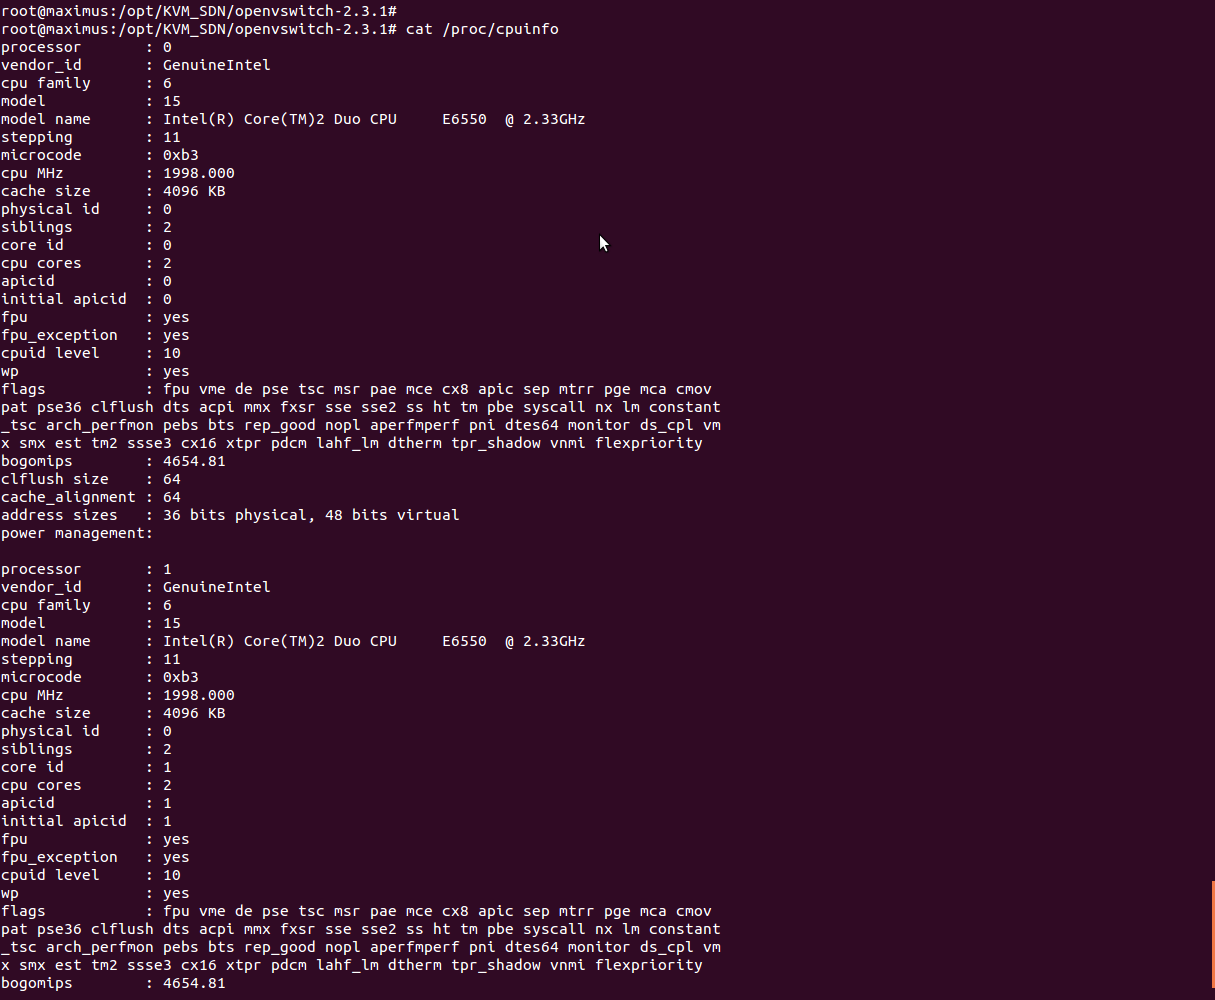 root@maximus:/opt/KVM_SDN/openvswitch-2.3.1#
root@maximus:/opt/KVM_SDN/openvswitch-2.3.1# cat /proc/cpuinfo
processor       : 0
vendor_id       : GenuineIntel
cpu family      : 6
model           : 15
model name      : Intel(R) Core(TM)2 Duo CPU     E6550  @ 2.33GHz
stepping        : 11
microcode       : 0xb3
cpu MHz         : 1998.000
cache size      : 4096 KB
physical id     : 0
siblings        : 2
core id         : 0
cpu cores       : 2
apicid          : 0
initial apicid  : 0
fpu             : yes
fpu_exception   : yes
cpuid level     : 10
wp              : yes
flags           : fpu vme de pse tsc msr pae mce cx8 apic sep mtrr pge mca cmov
pat pse36 clflush dts acpi mmx fxsr sse sse2 ss ht tm pbe syscall nx lm constant
_tsc arch_perfmon pebs bts rep_good nopl aperfmperf pni dtes64 monitor ds_cpl vm
x smx est tm2 ssse3 cx16 xtpr pdcm lahf_lm dtherm tpr_shadow vnmi flexpriority
bogomips        : 4654.81
clflush size    : 64
cache_alignment : 64
address sizes   : 36 bits physical, 48 bits virtual
power management:

processor       : 1
vendor_id       : GenuineIntel
cpu family      : 6
model           : 15
model name      : Intel(R) Core(TM)2 Duo CPU     E6550  @ 2.33GHz
stepping        : 11
microcode       : 0xb3
cpu MHz         : 1998.000
cache size      : 4096 KB
physical id     : 0
siblings        : 2
core id         : 1
cpu cores       : 2
apicid          : 1
initial apicid  : 1
fpu             : yes
fpu_exception   : yes
cpuid level     : 10
wp              : yes
flags           : fpu vme de pse tsc msr pae mce cx8 apic sep mtrr pge mca cmov
pat pse36 clflush dts acpi mmx fxsr sse sse2 ss ht tm pbe syscall nx lm constant
_tsc arch_perfmon pebs bts rep_good nopl aperfmperf pni dtes64 monitor ds_cpl vm
x smx est tm2 ssse3 cx16 xtpr pdcm lahf_lm dtherm tpr_shadow vnmi flexpriority
bogomips        : 4654.81